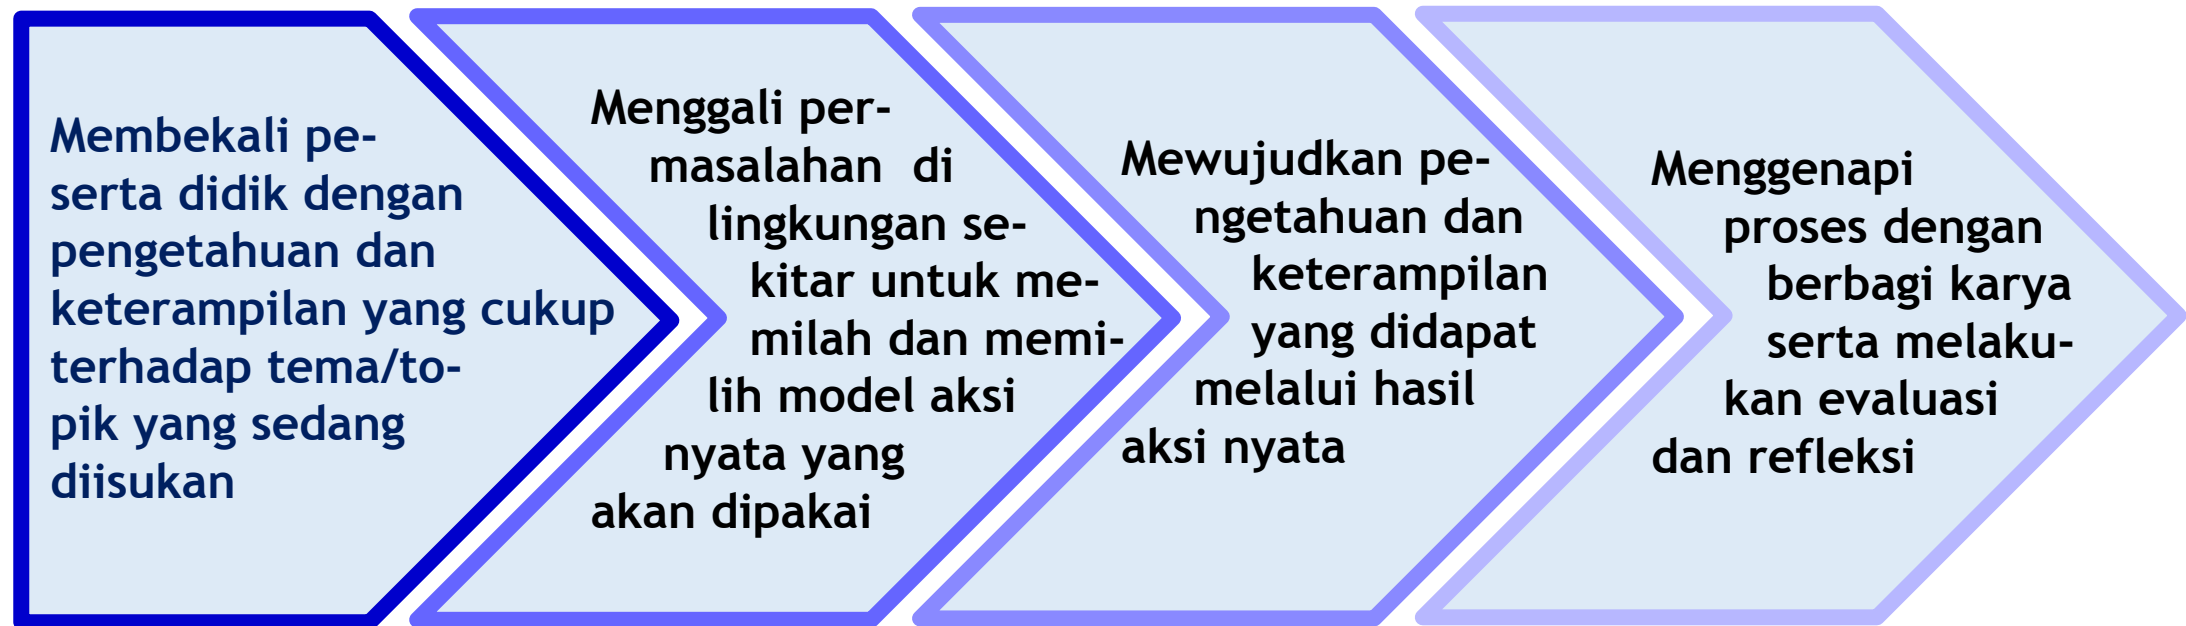 Membekali pe-
serta didik dengan
pengetahuan dan
keterampilan yang cukup
terhadap tema/to-
pik yang sedang
diisukan
Menggali per-
masalahan di
lingkungan se-
kitar untuk me-
milah dan memi-
lih model aksi
nyata yang
akan dipakai
Mewujudkan pe-
ngetahuan dan
keterampilan
yang didapat
melalui hasil
aksi nyata
Menggenapi
proses dengan
berbagi karya
serta melaku-
kan evaluasi
dan refleksi